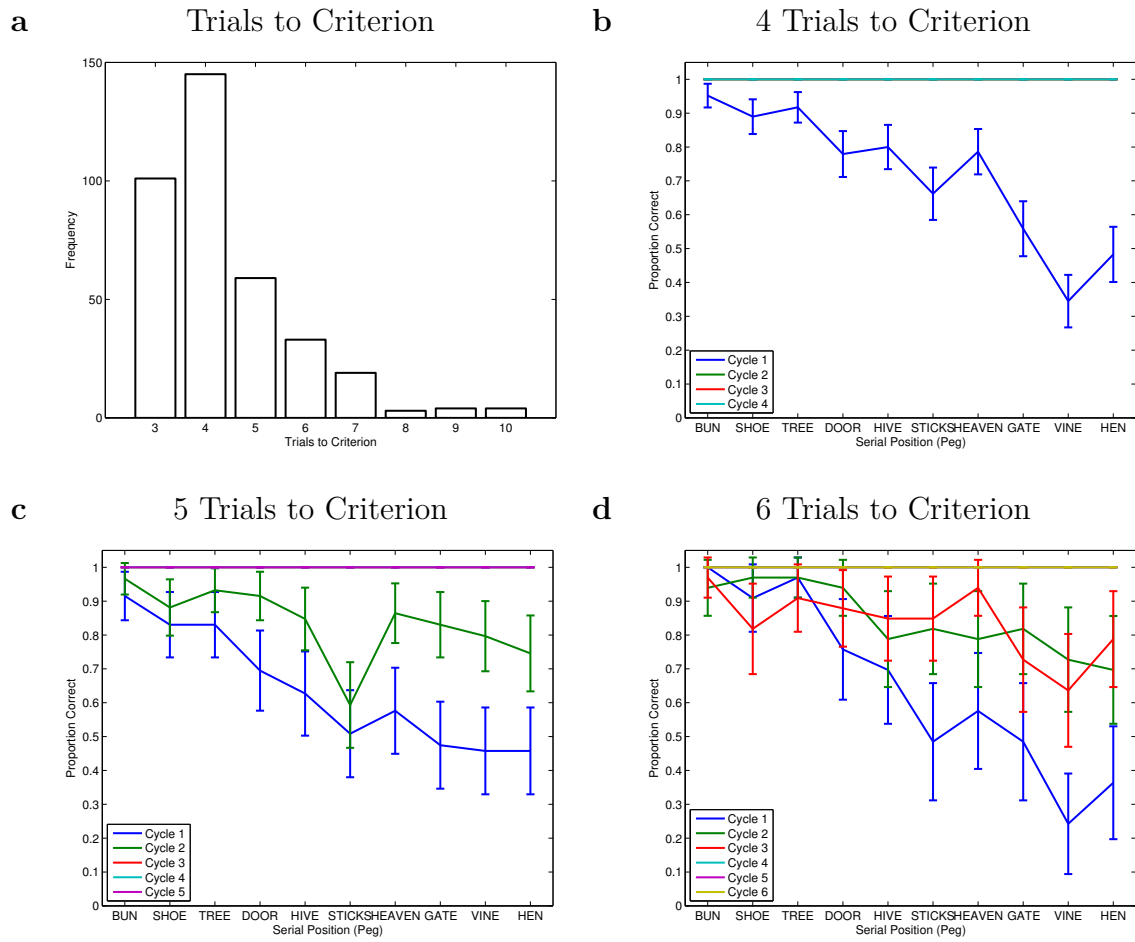 a Trials to Criterion
150
100
50
0
Frequency
3 4 5 6 7 8 9 10
Trials to Criterion
b 4 Trials to Criterion
1
0.9
0.8
0.7
0.6
0.5
0.4
0.3
0.2
0.1
0
Proportion Correct
Cycle 1
Cycle 2
Cycle 3
Cycle 4
BUN SHOE TREE DOOR HIVE STICKS HEAVEN GATE VINE HEN
Serial Position (Peg)
c 5 Trials to Criterion
1
0.9
0.8
0.7
0.6
0.5
0.4
0.3
0.2
0.1
0
Proportion Correct
Cycle 1
Cycle 2
Cycle 3
Cycle 4
Cycle 5
BUN SHOE TREE DOOR HIVE STICKS HEAVEN GATE VINE HEN
Serial Position (Peg)
d 6 Trials to Criterion
1
0.9
0.8
0.7
0.6
0.5
0.4
0.3
0.2
0.1
0
Proportion Correct
Cycle 1
Cycle 2
Cycle 3
Cycle 4
Cycle 5
Cycle 6
BUN SHOE TREE DOOR HIVE STICKS HEAVEN GATE VINE HEN
Serial Position (Peg)